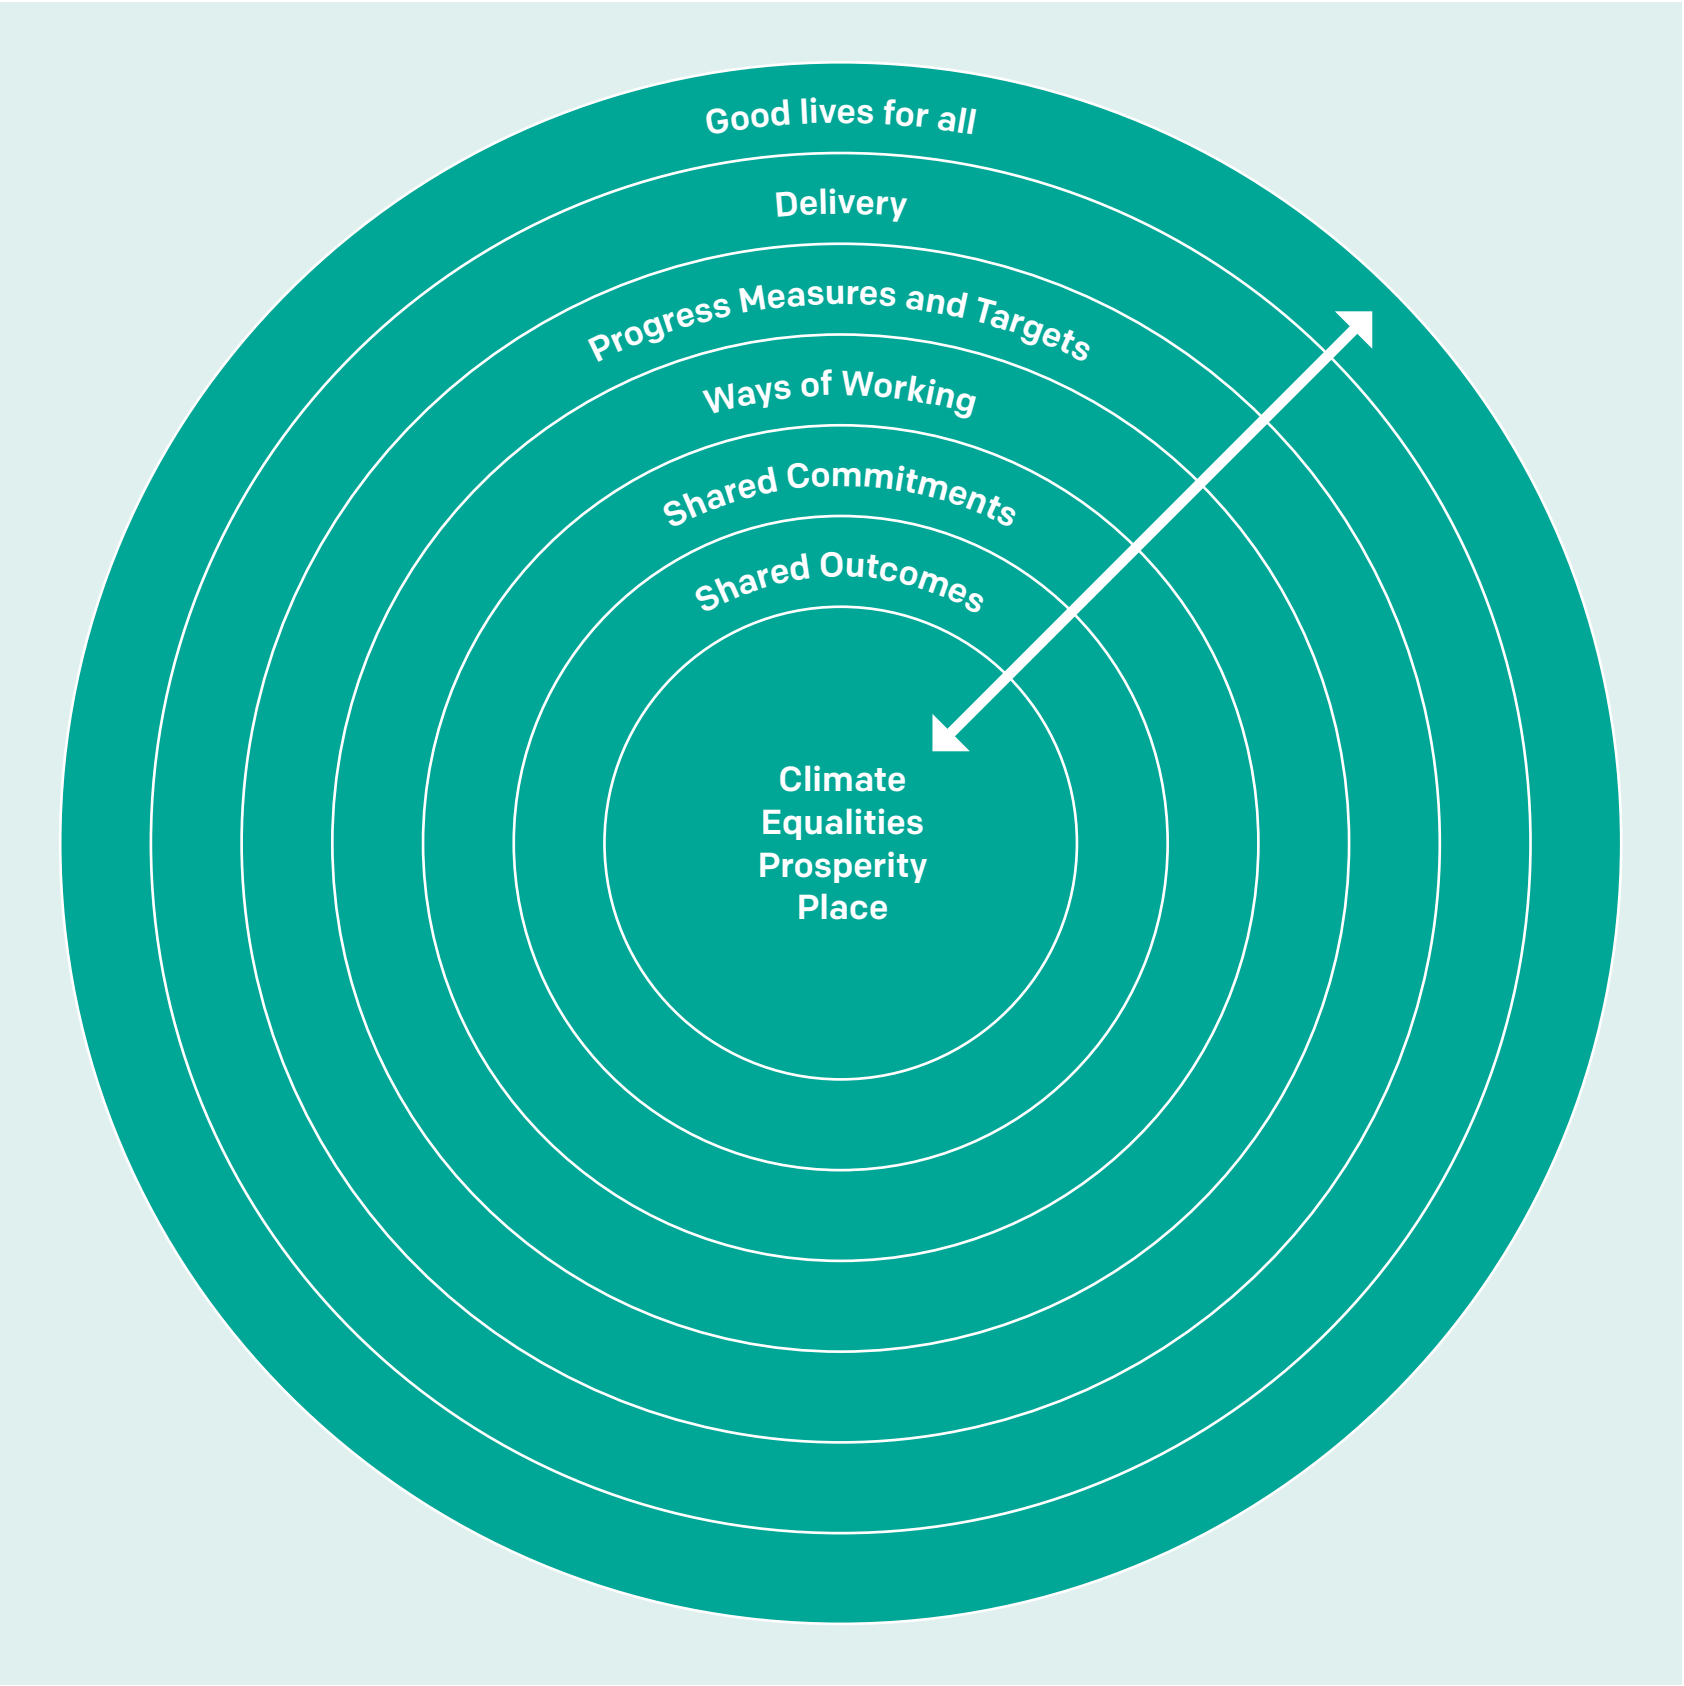 Good lives for all
Delivery
Progress Measures and Targets
Ways of Working
Shared Commitments
Shared Outcomes
Climate
Equalities
Prosperity
Place